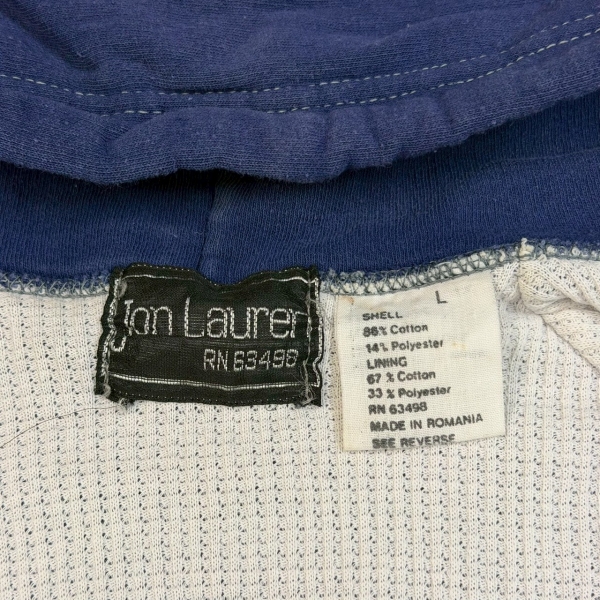 Jon Lauren
RN 63498
L
SHELL
86% Cotton
14% Polyester
LINING
67% Cotton
33% Polyester
RN 63498
MADE IN ROMANIA
SEE REVERSE